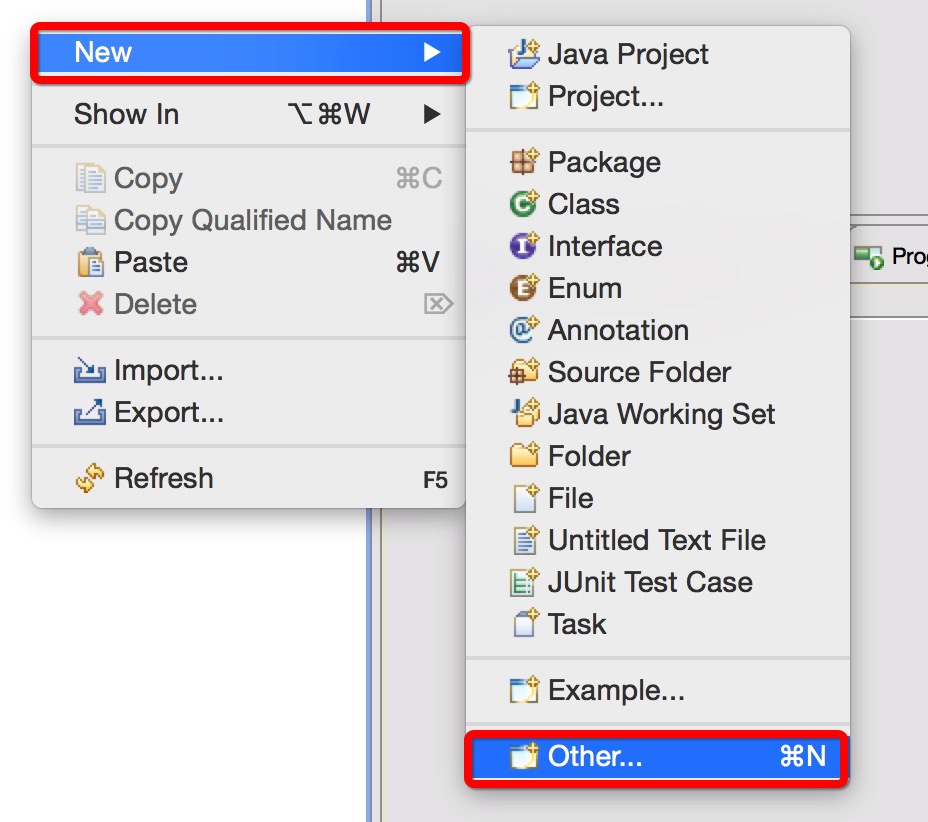 New
Show In ⌥⌘W
Copy ⌘C
Copy Qualified Name
Paste ⌘V
Delete ⌦
Import...
Export...
Refresh F5
Java Project
Project...
Package
Class
Interface
Enum
Annotation
Source Folder
Java Working Set
Folder
File
Untitled Text File
JUnit Test Case
Task
Example...
Other... ⌘N
Prog